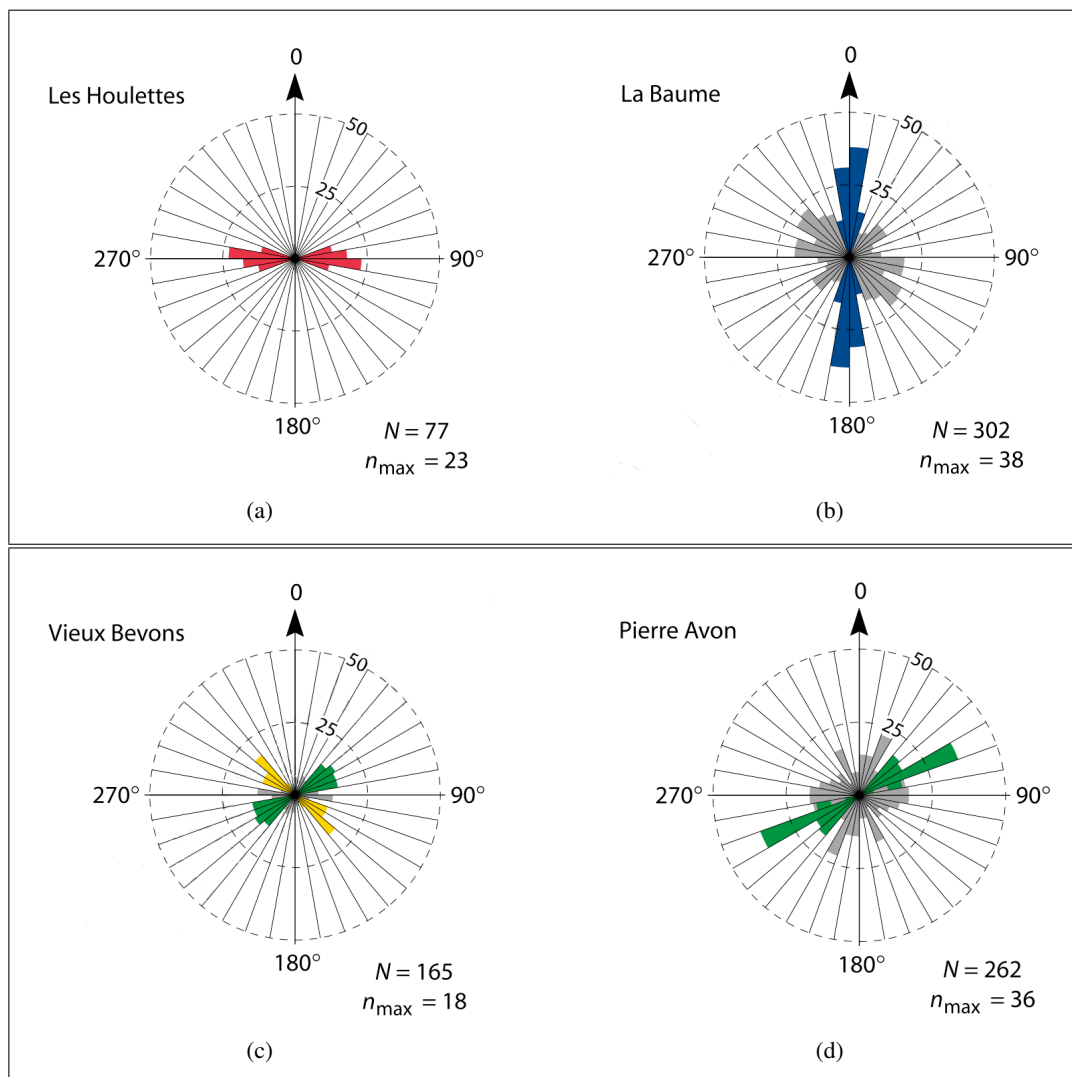 0
Les Houlettes
50
25
270°
90°
180°
N = 77
nmax = 23
(a)
0
La Baume
50
25
270°
90°
180°
N = 302
nmax = 38
(b)
0
Vieux Bevons
50
25
270°
90°
180°
N = 165
nmax = 18
(c)
0
Pierre Avon
50
25
270°
90°
180°
N = 262
nmax = 36
(d)